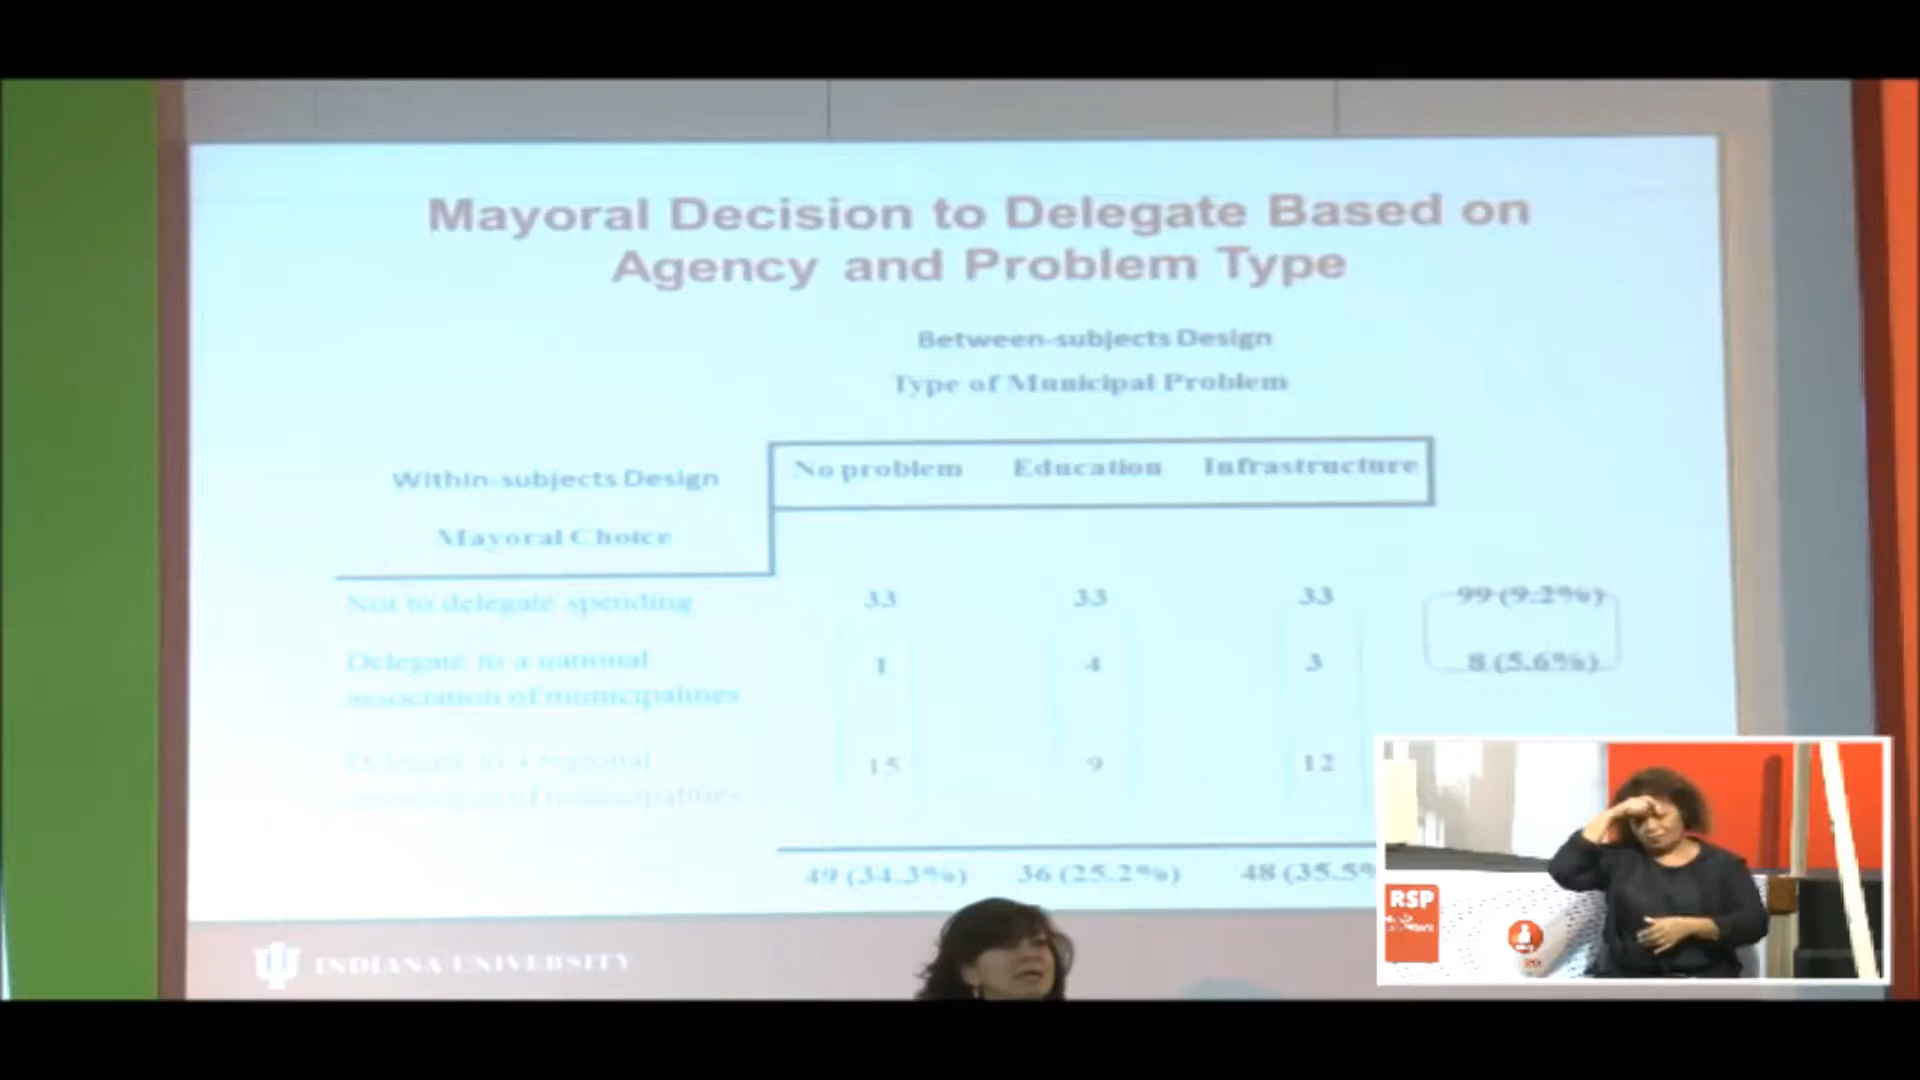 Mayoral Decision to Delegate Based on
Agency and Problem Type
Between-subjects Design
Type of Municipal Problem
No problem Education Infrastructure
Within-subjects Design
Mayoral Choice
Not to delegate spending 33 33 33 99 (9.2%)
Delegate to a national 1 4 3 8 (5.6%)
association of municipalities
Delegate to a regional 15 9 12
association of municipalities
49 (34.3%) 36 (25.2%) 48 (35.5%
INDIANA UNIVERSITY
RSP